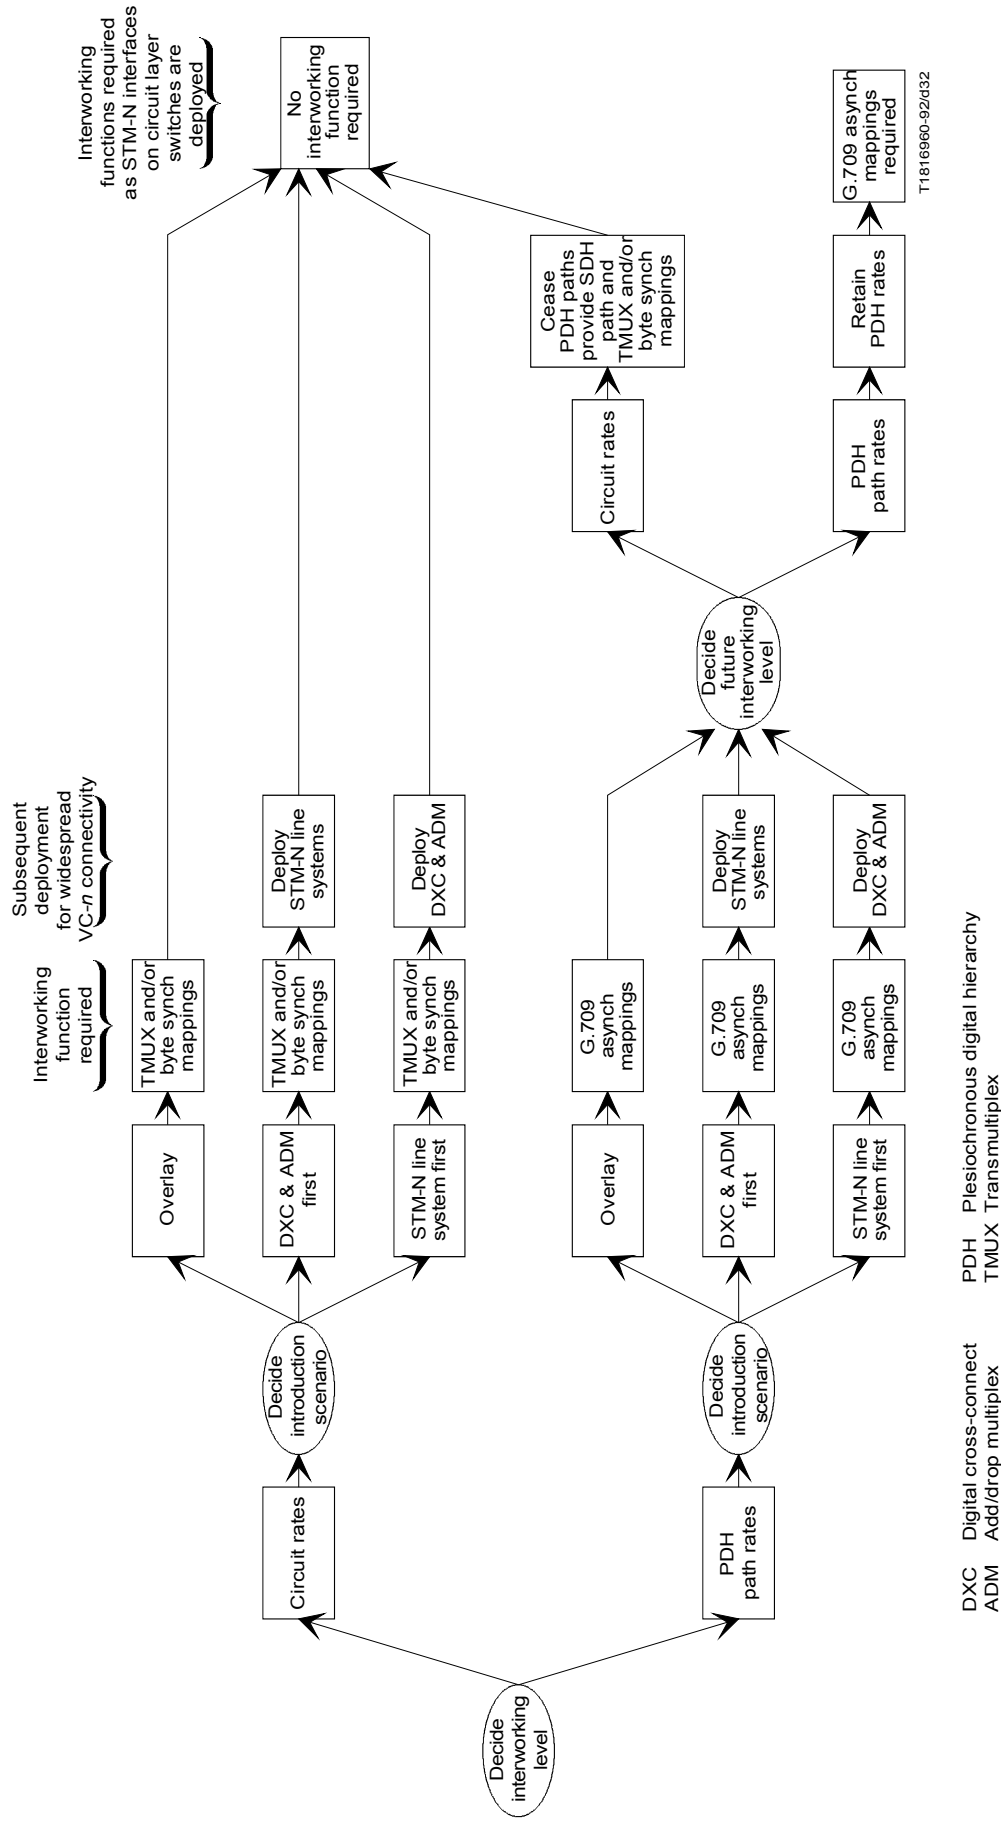 Interworking
function
required
Subsequent
deployment
for widespread
VC-n connectivity
Interworking
functions required
as STM-N interfaces
on circuit layer
switches are
deployed
Decide
interworking
level
Circuit rates
Decide
introduction
scenario
Overlay
TMUX and/or
byte synch
mappings
DXC & ADM
first
TMUX and/or
byte synch
mappings
Deploy
STM-N line
systems
STM-N line
system first
TMUX and/or
byte synch
mappings
Deploy
DXC & ADM
No
interworking
function
required
PDH
path rates
Decide
introduction
scenario
Overlay
G.709
asynch
mappings
DXC & ADM
first
G.709
asynch
mappings
Deploy
STM-N line
systems
STM-N line
system first
G.709
asynch
mappings
Deploy
DXC & ADM
Decide
future
interworking
level
Circuit rates
Cease
PDH paths
provide SDH
path and
TMUX and/or
byte synch
mappings
PDH
path rates
Retain
PDH rates
G.709 asynch
mappings
required
T1816960-92/d32
DXC Digital cross-connect PDH Plesiochronous digital hierarchy
ADM Add/drop multiplex TMUX Transmultiplex